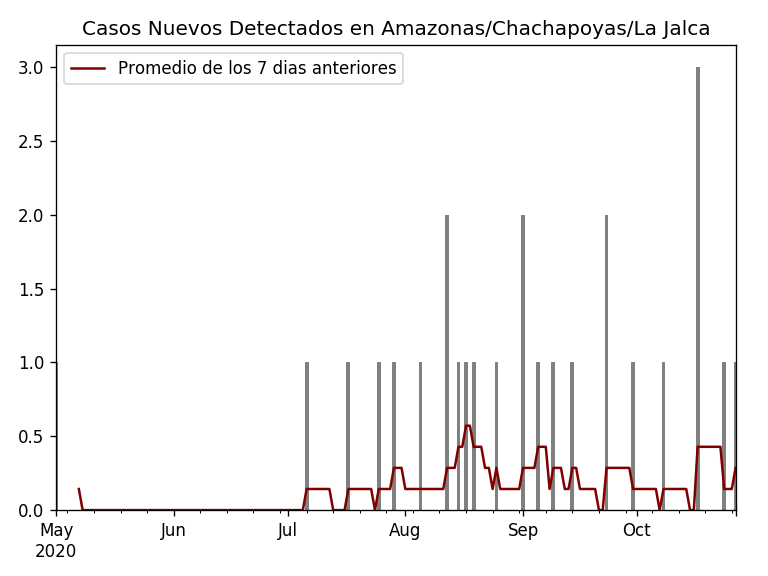 Casos Nuevos Detectados en Amazonas/Chachapoyas/La Jalca
Promedio de los 7 dias anteriores
3.0
2.5
2.0
1.5
1.0
0.5
0.0
May Jun Jul Aug Sep Oct
2020